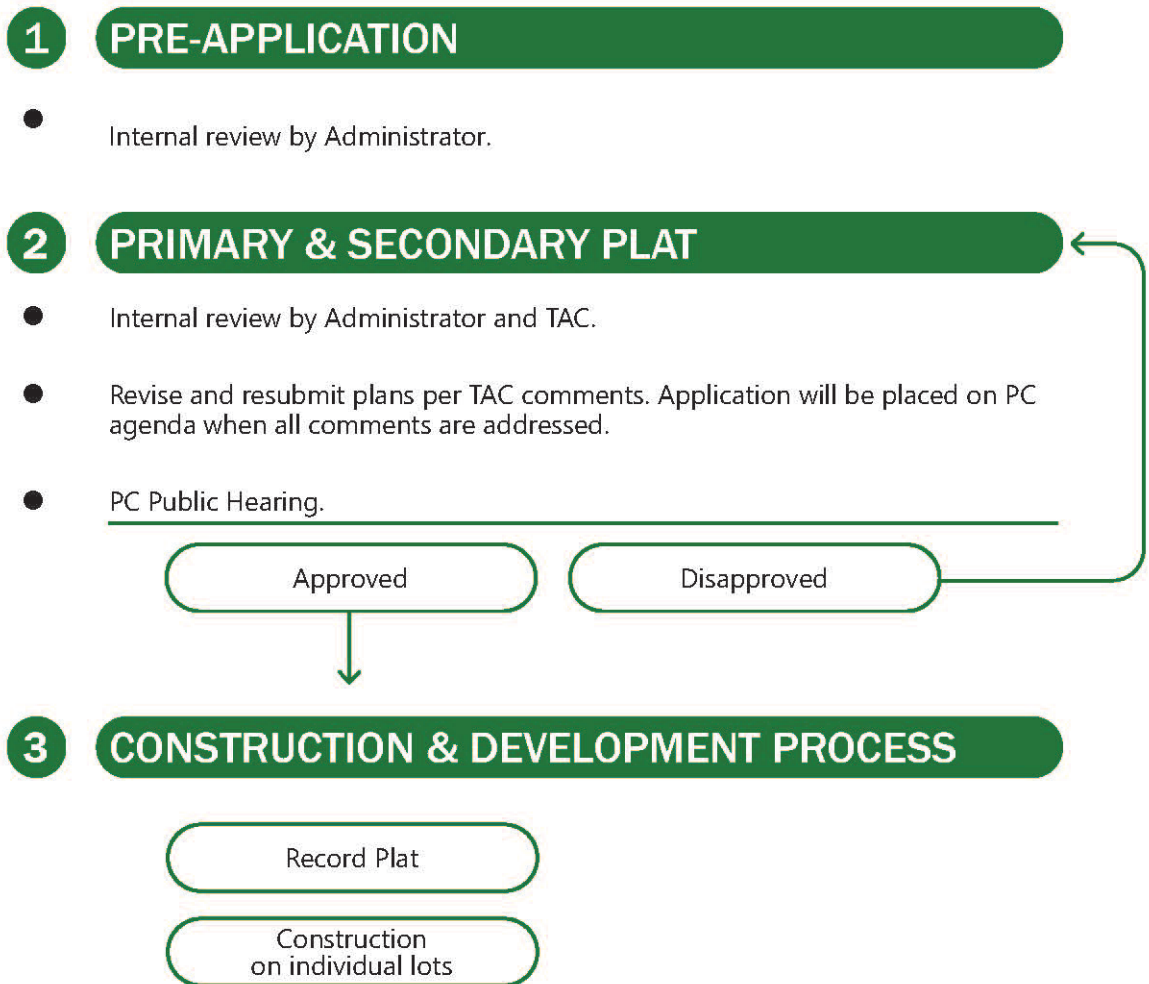 1 PRE-APPLICATION
Internal review by Administrator.
2 PRIMARY & SECONDARY PLAT
Internal review by Administrator and TAC.
Revise and resubmit plans per TAC comments. Application will be placed on PC
agenda when all comments are addressed.
PC Public Hearing.
Approved
Disapproved
3 CONSTRUCTION & DEVELOPMENT PROCESS
Record Plat
Construction
on individual lots